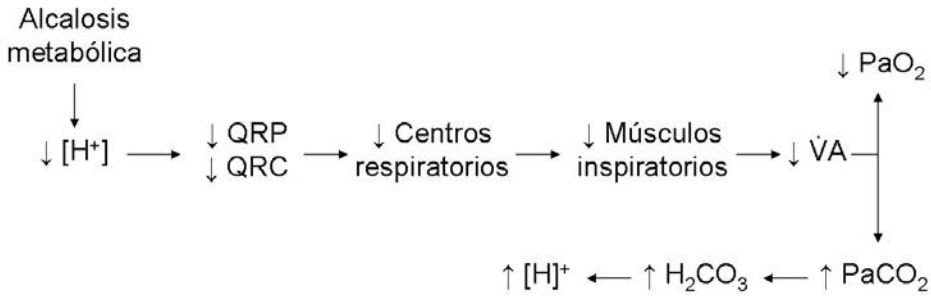 Alcalosis
metabólica
↓ PaO₂
↓ [H⁺]
↓ QRP
↓ QRC
↓ Centros
respiratorios
↓ Músculos
inspiratorios
↓ V̇A
↑ [H]⁺
↑ H₂CO₃
↑ PaCO₂